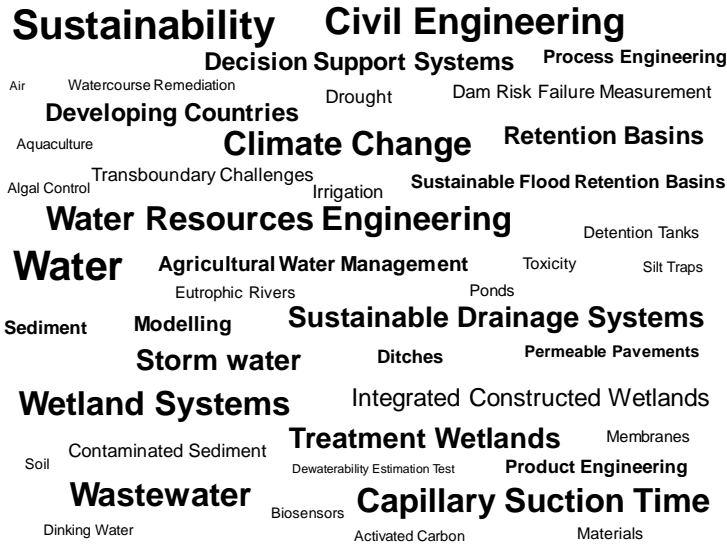 Sustainability Civil Engineering
Decision Support Systems Process Engineering
Air Watercourse Remediation Drought Dam Risk Failure Measurement
Developing Countries
Aquaculture Climate Change Retention Basins
Algal Control Transboundary Challenges Irrigation Sustainable Flood Retention Basins
Water Resources Engineering Detention Tanks
Water Agricultural Water Management Toxicity Silt Traps
Eutrophic Rivers Ponds
Sediment Modelling Sustainable Drainage Systems
Storm water Ditches Permeable Pavements
Wetland Systems Integrated Constructed Wetlands
Treatment Wetlands Membranes
Soil Contaminated Sediment Dewaterability Estimation Test Product Engineering
Wastewater Biosensors Capillary Suction Time
Dinking Water Activated Carbon Materials